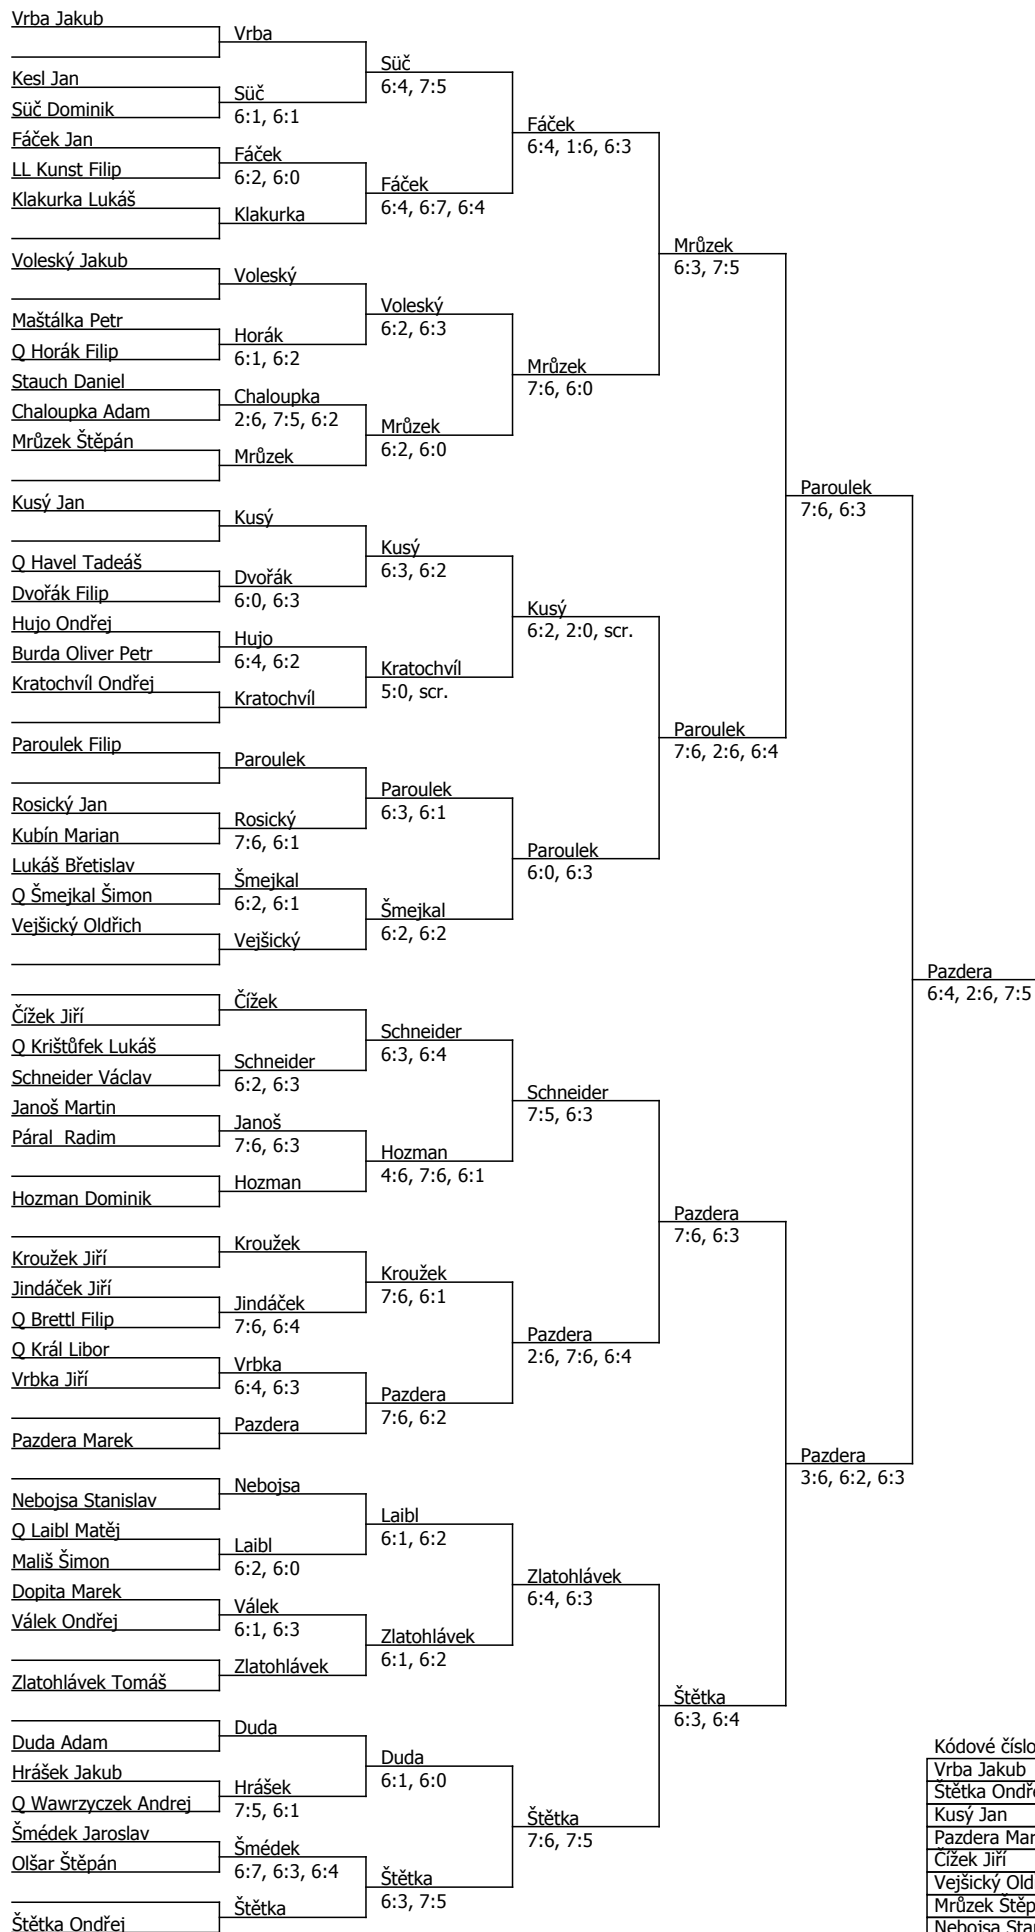 Vrba Jakub
Vrba
Süč
6:4, 7:5
Kesl Jan
Süč
6:1, 6:1
Süč Dominik
Fáček
6:4, 1:6, 6:3
Fáček Jan
Fáček
6:2, 6:0
LL Kunst Filip
Fáček
6:4, 6:7, 6:4
Klakurka Lukáš
Klakurka
Mrůzek
6:3, 7:5
Voleský Jakub
Voleský
Voleský
6:2, 6:3
Maštálka Petr
Horák
6:1, 6:2
Q Horák Filip
Mrůzek
7:6, 6:0
Stauch Daniel
Chaloupka
2:6, 7:5, 6:2
Chaloupka Adam
Mrůzek
6:2, 6:0
Mrůzek Štěpán
Mrůzek
Paroulek
7:6, 6:3
Kusý Jan
Kusý
Kusý
6:3, 6:2
Q Havel Tadeáš
Dvořák
6:0, 6:3
Dvořák Filip
Kusý
6:2, 2:0, scr.
Hujo Ondřej
Hujo
6:4, 6:2
Burda Oliver Petr
Kratochvíl
5:0, scr.
Kratochvíl Ondřej
Kratochvíl
Paroulek
7:6, 2:6, 6:4
Paroulek Filip
Paroulek
Paroulek
6:3, 6:1
Rosický Jan
Rosický
7:6, 6:1
Kubín Marian
Paroulek
6:0, 6:3
Lukáš Břetislav
Šmejkal
6:2, 6:1
Q Šmejkal Šimon
Šmejkal
6:2, 6:2
Vejšický Oldřich
Vejšický
Pazdera
6:4, 2:6, 7:5
Čížek
Čížek Jiří
Schneider
6:3, 6:4
Q Krištůfek Lukáš
Schneider
6:2, 6:3
Schneider Václav
Schneider
7:5, 6:3
Janoš Martin
Janoš
7:6, 6:3
Páral  Radim
Hozman
4:6, 7:6, 6:1
Hozman
Hozman Dominik
Pazdera
7:6, 6:3
Kroužek
Kroužek Jiří
Kroužek
7:6, 6:1
Jindáček Jiří
Jindáček
7:6, 6:4
Q Brettl Filip
Pazdera
2:6, 7:6, 6:4
Q Král Libor
Vrbka
6:4, 6:3
Vrbka Jiří
Pazdera
7:6, 6:2
Pazdera
Pazdera Marek
Pazdera
3:6, 6:2, 6:3
Nebojsa
Nebojsa Stanislav
Laibl
6:1, 6:2
Q Laibl Matěj
Laibl
6:2, 6:0
Mališ Šimon
Zlatohlávek
6:4, 6:3
Dopita Marek
Válek
6:1, 6:3
Válek Ondřej
Zlatohlávek
6:1, 6:2
Zlatohlávek
Zlatohlávek Tomáš
Štětka
6:3, 6:4
Duda
Duda Adam
Duda
6:1, 6:0
Hrášek Jakub
Hrášek
7:5, 6:1
Q Wawrzyczek Andrej
Štětka
7:6, 7:5
Šmédek Jaroslav
Šmédek
6:7, 6:3, 6:4
Olšar Štěpán
Štětka
6:3, 7:5
Štětka
Štětka Ondřej
Kódové číslo
Vrba Jakub
Štětka Ondře
Kusý Jan
Pazdera Mar
Čížek Jiří
Vejšický Old
Mrůzek Štěp
Nebojsa Sta